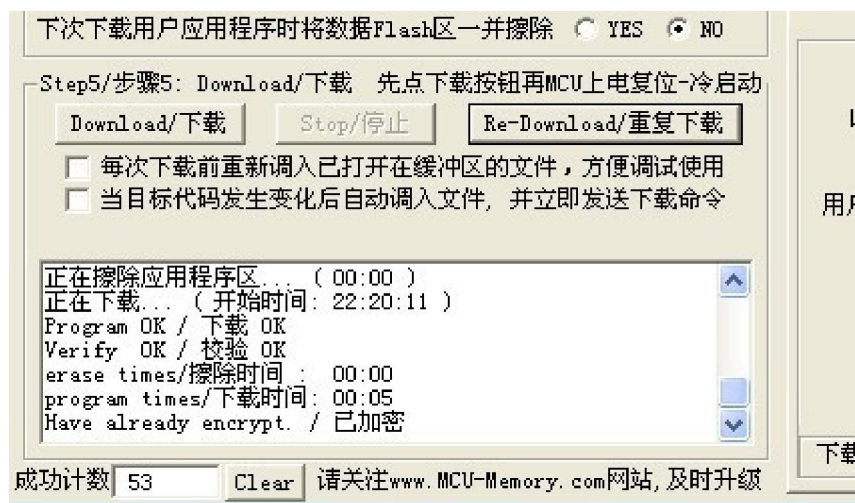 下次下载用户应用程序时将数据Flash区一并擦除 YES NO
Step5/步骤5: Download/下载 先点下载按钮再MCU上电复位-冷启动
Download/下载 Stop/停止 Re-Download/重复下载
每次下载前重新调入已打开在缓冲区的文件，方便调试使用
当目标代码发生变化后自动调入文件, 并立即发送下载命令
用户
正在擦除应用程序区... ( 00:00 )
正在下载... ( 开始时间: 22:20:11 )
Program OK / 下载 OK
Verify OK / 校验 OK
erase times/擦除时间 : 00:00
program times/下载时间: 00:05
Have already encrypt. / 已加密
下载
成功计数 53 Clear 请关注www.MCU-Memory.com网站,及时升级